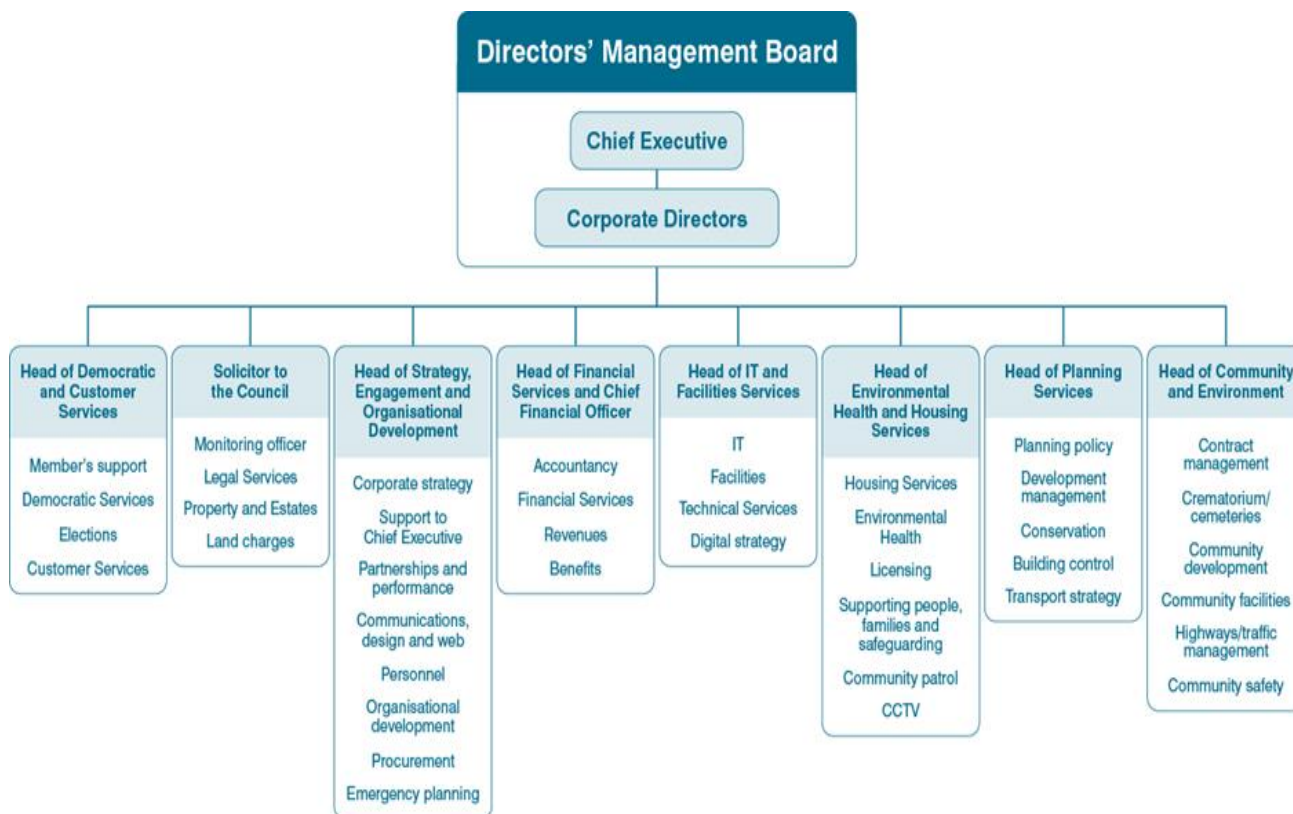 Directors' Management Board
Chief Executive
Corporate Directors
Head of Democratic
and Customer
Services
Member's support
Democratic Services
Elections
Customer Services
Solicitor to
the Council
Monitoring officer
Legal Services
Property and Estates
Land charges
Head of Strategy,
Engagement and
Organisational
Development
Corporate strategy
Support to
Chief Executive
Partnerships and
performance
Communications,
design and web
Personnel
Organisational
development
Procurement
Emergency planning
Head of Financial
Services and Chief
Financial Officer
Accountancy
Financial Services
Revenues
Benefits
Head of IT and
Facilities Services
IT
Facilities
Technical Services
Digital strategy
Head of
Environmental
Health and Housing
Services
Housing Services
Environmental
Health
Licensing
Supporting people,
families and
safeguarding
Community patrol
CCTV
Head of Planning
Services
Planning policy
Development
management
Conservation
Building control
Transport strategy
Head of Community
and Environment
Contract
management
Crematorium/
cemeteries
Community
development
Community facilities
Highways/traffic
management
Community safety